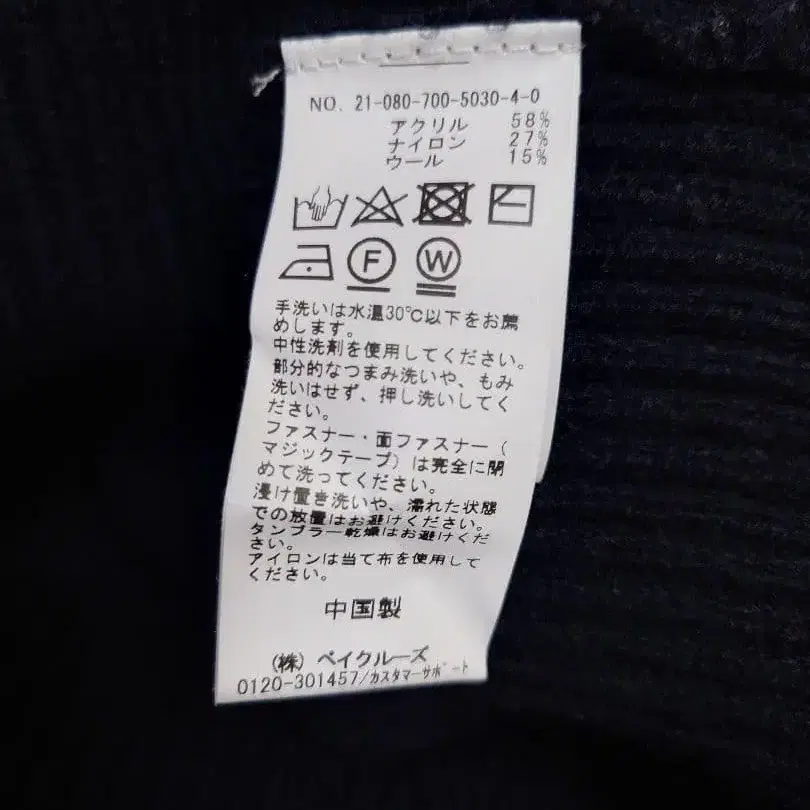 NO. 21-080-700-5030-4-0
アクリル 58%
ナイロン 27%
ウール 15%
F W
手洗いは水温30℃以下をお薦
めします。
中性洗剤を使用してください。
部分的なつまみ洗いや、もみ
洗いはせず、押し洗いしてく
ださい。
ファスナー・面ファスナー(
マジックテープ)は完全に閉
めて洗ってください。
浸け置き洗いや、濡れた状態
での放置はお避けください。
タンブラー乾燥はお避けくだ
さい。
アイロンは当て布を使用して
ください。
中国製
(株) ベイクルーズ
0120-301457/カスタマーサポート